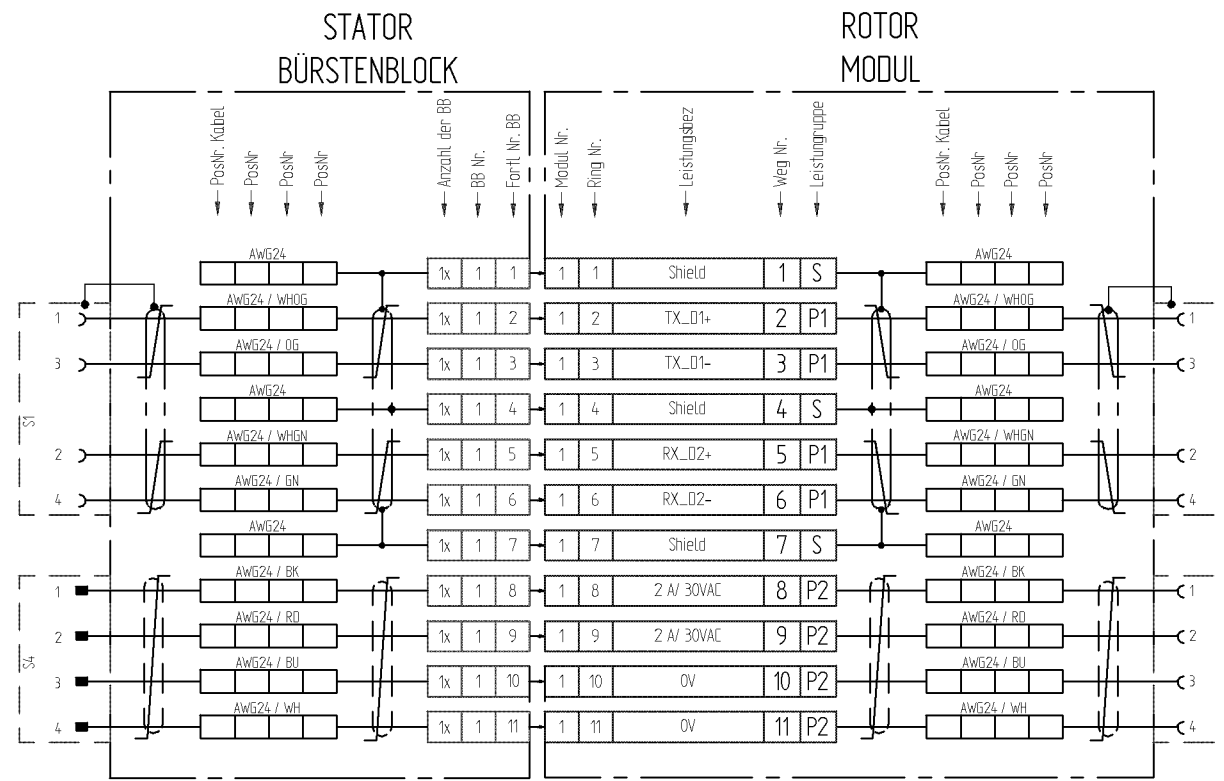 STATOR
BÜRSTENBLOCK
ROTOR
MODUL
PosNr. Kabel
PosNr
PosNr
PosNr
Anzahl der BB
BB Nr.
Fortl Nr. BB
Modul Nr.
Ring Nr.
Leistungsbez
Weg Nr.
Leistungruppe
PosNr. Kabel
PosNr
PosNr
PosNr
AWG24 1x 1 1 1 1 Shield 1 S AWG24
1 AWG24 / WHOG 1x 1 2 1 2 TX_D1+ 2 P1 AWG24 / WHOG 1
3 AWG24 / OG 1x 1 3 1 3 TX_D1- 3 P1 AWG24 / OG 3
S1
AWG24 1x 1 4 1 4 Shield 4 S AWG24
2 AWG24 / WHGN 1x 1 5 1 5 RX_D2+ 5 P1 AWG24 / WHGN 2
4 AWG24 / GN 1x 1 6 1 6 RX_D2- 6 P1 AWG24 / GN 4
AWG24 1x 1 7 1 7 Shield 7 S AWG24
1 AWG24 / BK 1x 1 8 1 8 2 A/ 30VAC 8 P2 AWG24 / BK 1
2 AWG24 / RD 1x 1 9 1 9 2 A/ 30VAC 9 P2 AWG24 / RD 2
S4
3 AWG24 / BU 1x 1 10 1 10 0V 10 P2 AWG24 / BU 3
4 AWG24 / WH 1x 1 11 1 11 0V 11 P2 AWG24 / WH 4